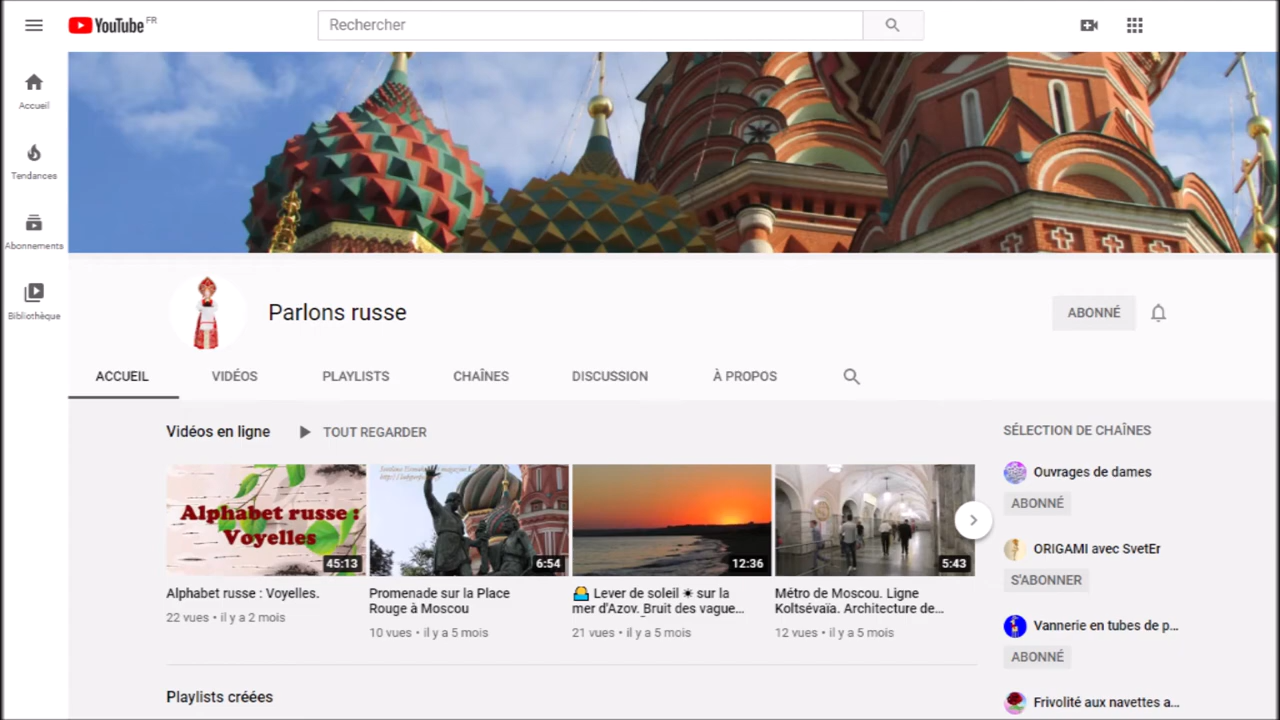 YouTube FR
Rechercher
Accueil
Tendances
Abonnements
Bibliothèque
Parlons russe
ABONNÉ
ACCUEIL VIDÉOS PLAYLISTS CHAÎNES DISCUSSION À PROPOS
Vidéos en ligne TOUT REGARDER
Alphabet russe :
Voyelles
45:13
6:54
12:36
5:43
Alphabet russe : Voyelles.
22 vues • il y a 2 mois
Promenade sur la Place
Rouge à Moscou
10 vues • il y a 5 mois
🤷 Lever de soleil ☀ sur la
mer d'Azov. Bruit des vague...
21 vues • il y a 5 mois
Métro de Moscou. Ligne
Koltsévaïa. Architecture de...
12 vues • il y a 5 mois
Playlists créées
SÉLECTION DE CHAÎNES
Ouvrages de dames
ABONNÉ
ORIGAMI avec SvetEr
S'ABONNER
Vannerie en tubes de p...
ABONNÉ
Frivolité aux navettes a...